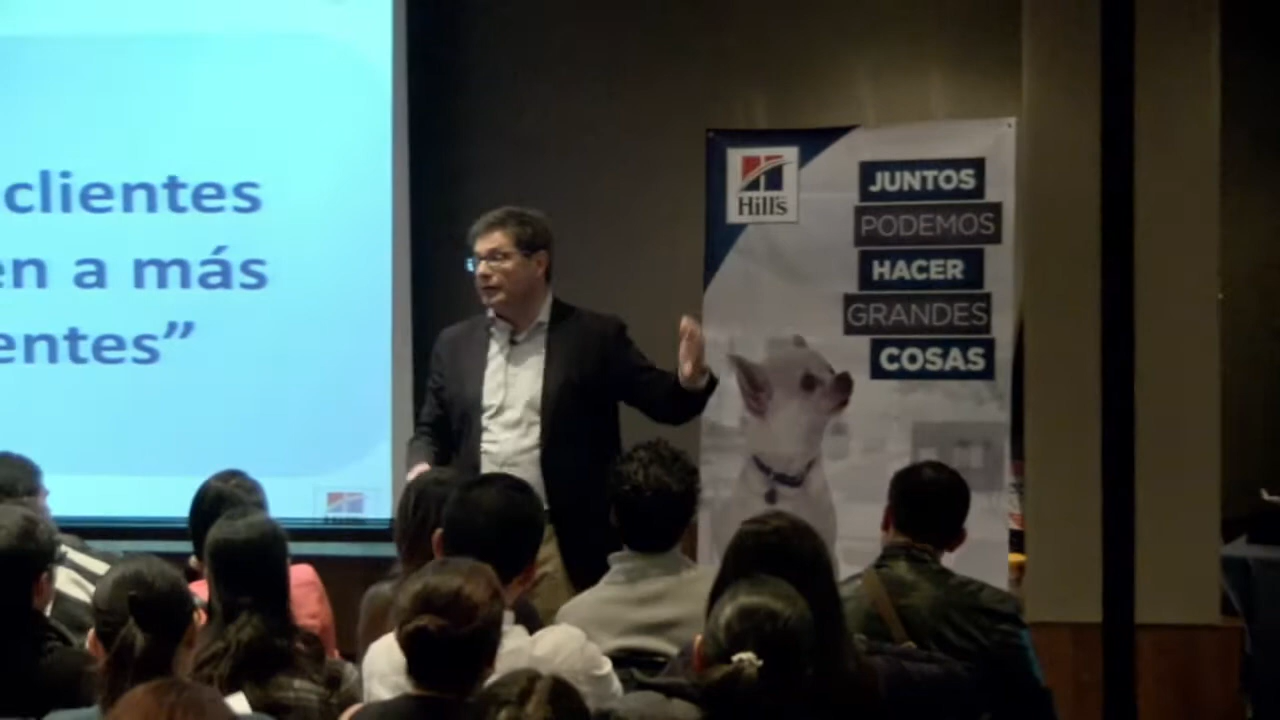 clientes
en a más
entes”
Hill's
JUNTOS
PODEMOS
HACER
GRANDES
COSAS